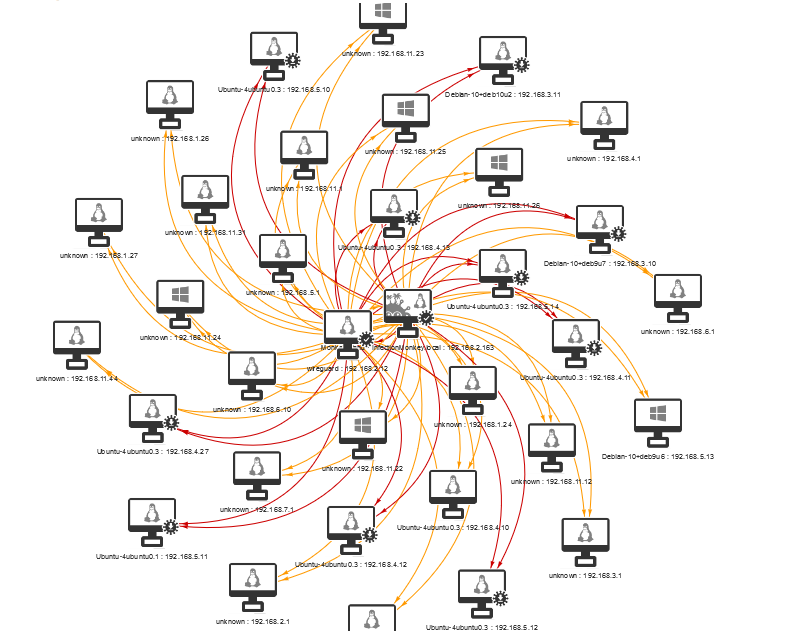 unknown : 192.168.11.23
Ubuntu-4ubuntu0.3 : 192.168.5.10
Debian-10+deb10u2 : 192.168.3.11
unknown : 192.168.1.26
unknown : 192.168.11.25
unknown : 192.168.4.1
unknown : 192.168.11.1
unknown : 192.168.11.26
unknown : 192.168.11.31
Ubuntu-4ubuntu0.3 : 192.168.4.13
unknown : 192.168.1.27
Debian-10+deb9u7 : 192.168.3.10
unknown : 192.168.5.1
Ubuntu-4ubuntu0.3 : 192.168.5.14
unknown : 192.168.6.1
unknown : 192.168.11.24
InfectionMonkey.local : 192.168.2.163
wireguard : 192.168.2.12
unknown : 192.168.11.44
Ubuntu-4ubuntu0.3 : 192.168.4.11
unknown : 192.168.6.10
unknown : 192.168.1.24
Ubuntu-4ubuntu0.3 : 192.168.4.27
Debian-10+deb9u6 : 192.168.5.13
unknown : 192.168.11.22
unknown : 192.168.11.12
unknown : 192.168.7.1
Ubuntu-4ubuntu0.3 : 192.168.4.10
Ubuntu-4ubuntu0.1 : 192.168.5.11
Ubuntu-4ubuntu0.3 : 192.168.4.12
unknown : 192.168.3.1
unknown : 192.168.2.1
Ubuntu-4ubuntu0.3 : 192.168.5.12